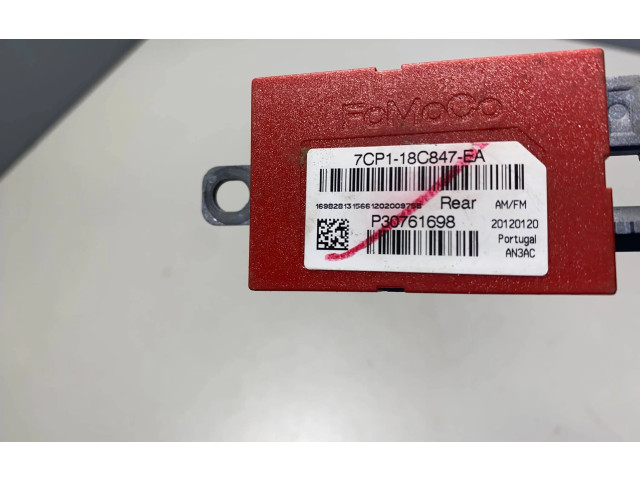 FoMoCo
7CP1-18C847-EA
Rear AM/FM
P30761698 20120120
Portugal
AN3AC